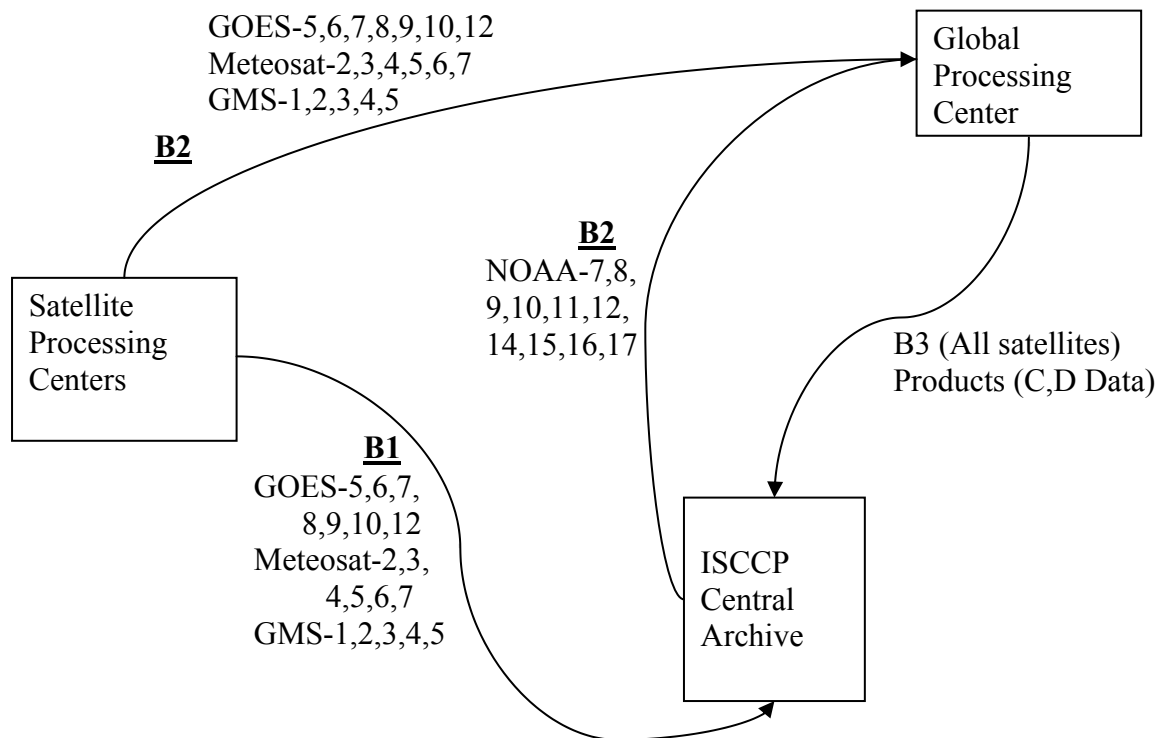 GOES-5,6,7,8,9,10,12
Meteosat-2,3,4,5,6,7
GMS-1,2,3,4,5
B2
Global
Processing
Center
Satellite
Processing
Centers
B2
NOAA-7,8,
9,10,11,12,
14,15,16,17
B3 (All satellites)
Products (C,D Data)
B1
GOES-5,6,7,
8,9,10,12
Meteosat-2,3,
4,5,6,7
GMS-1,2,3,4,5
ISCCP
Central
Archive